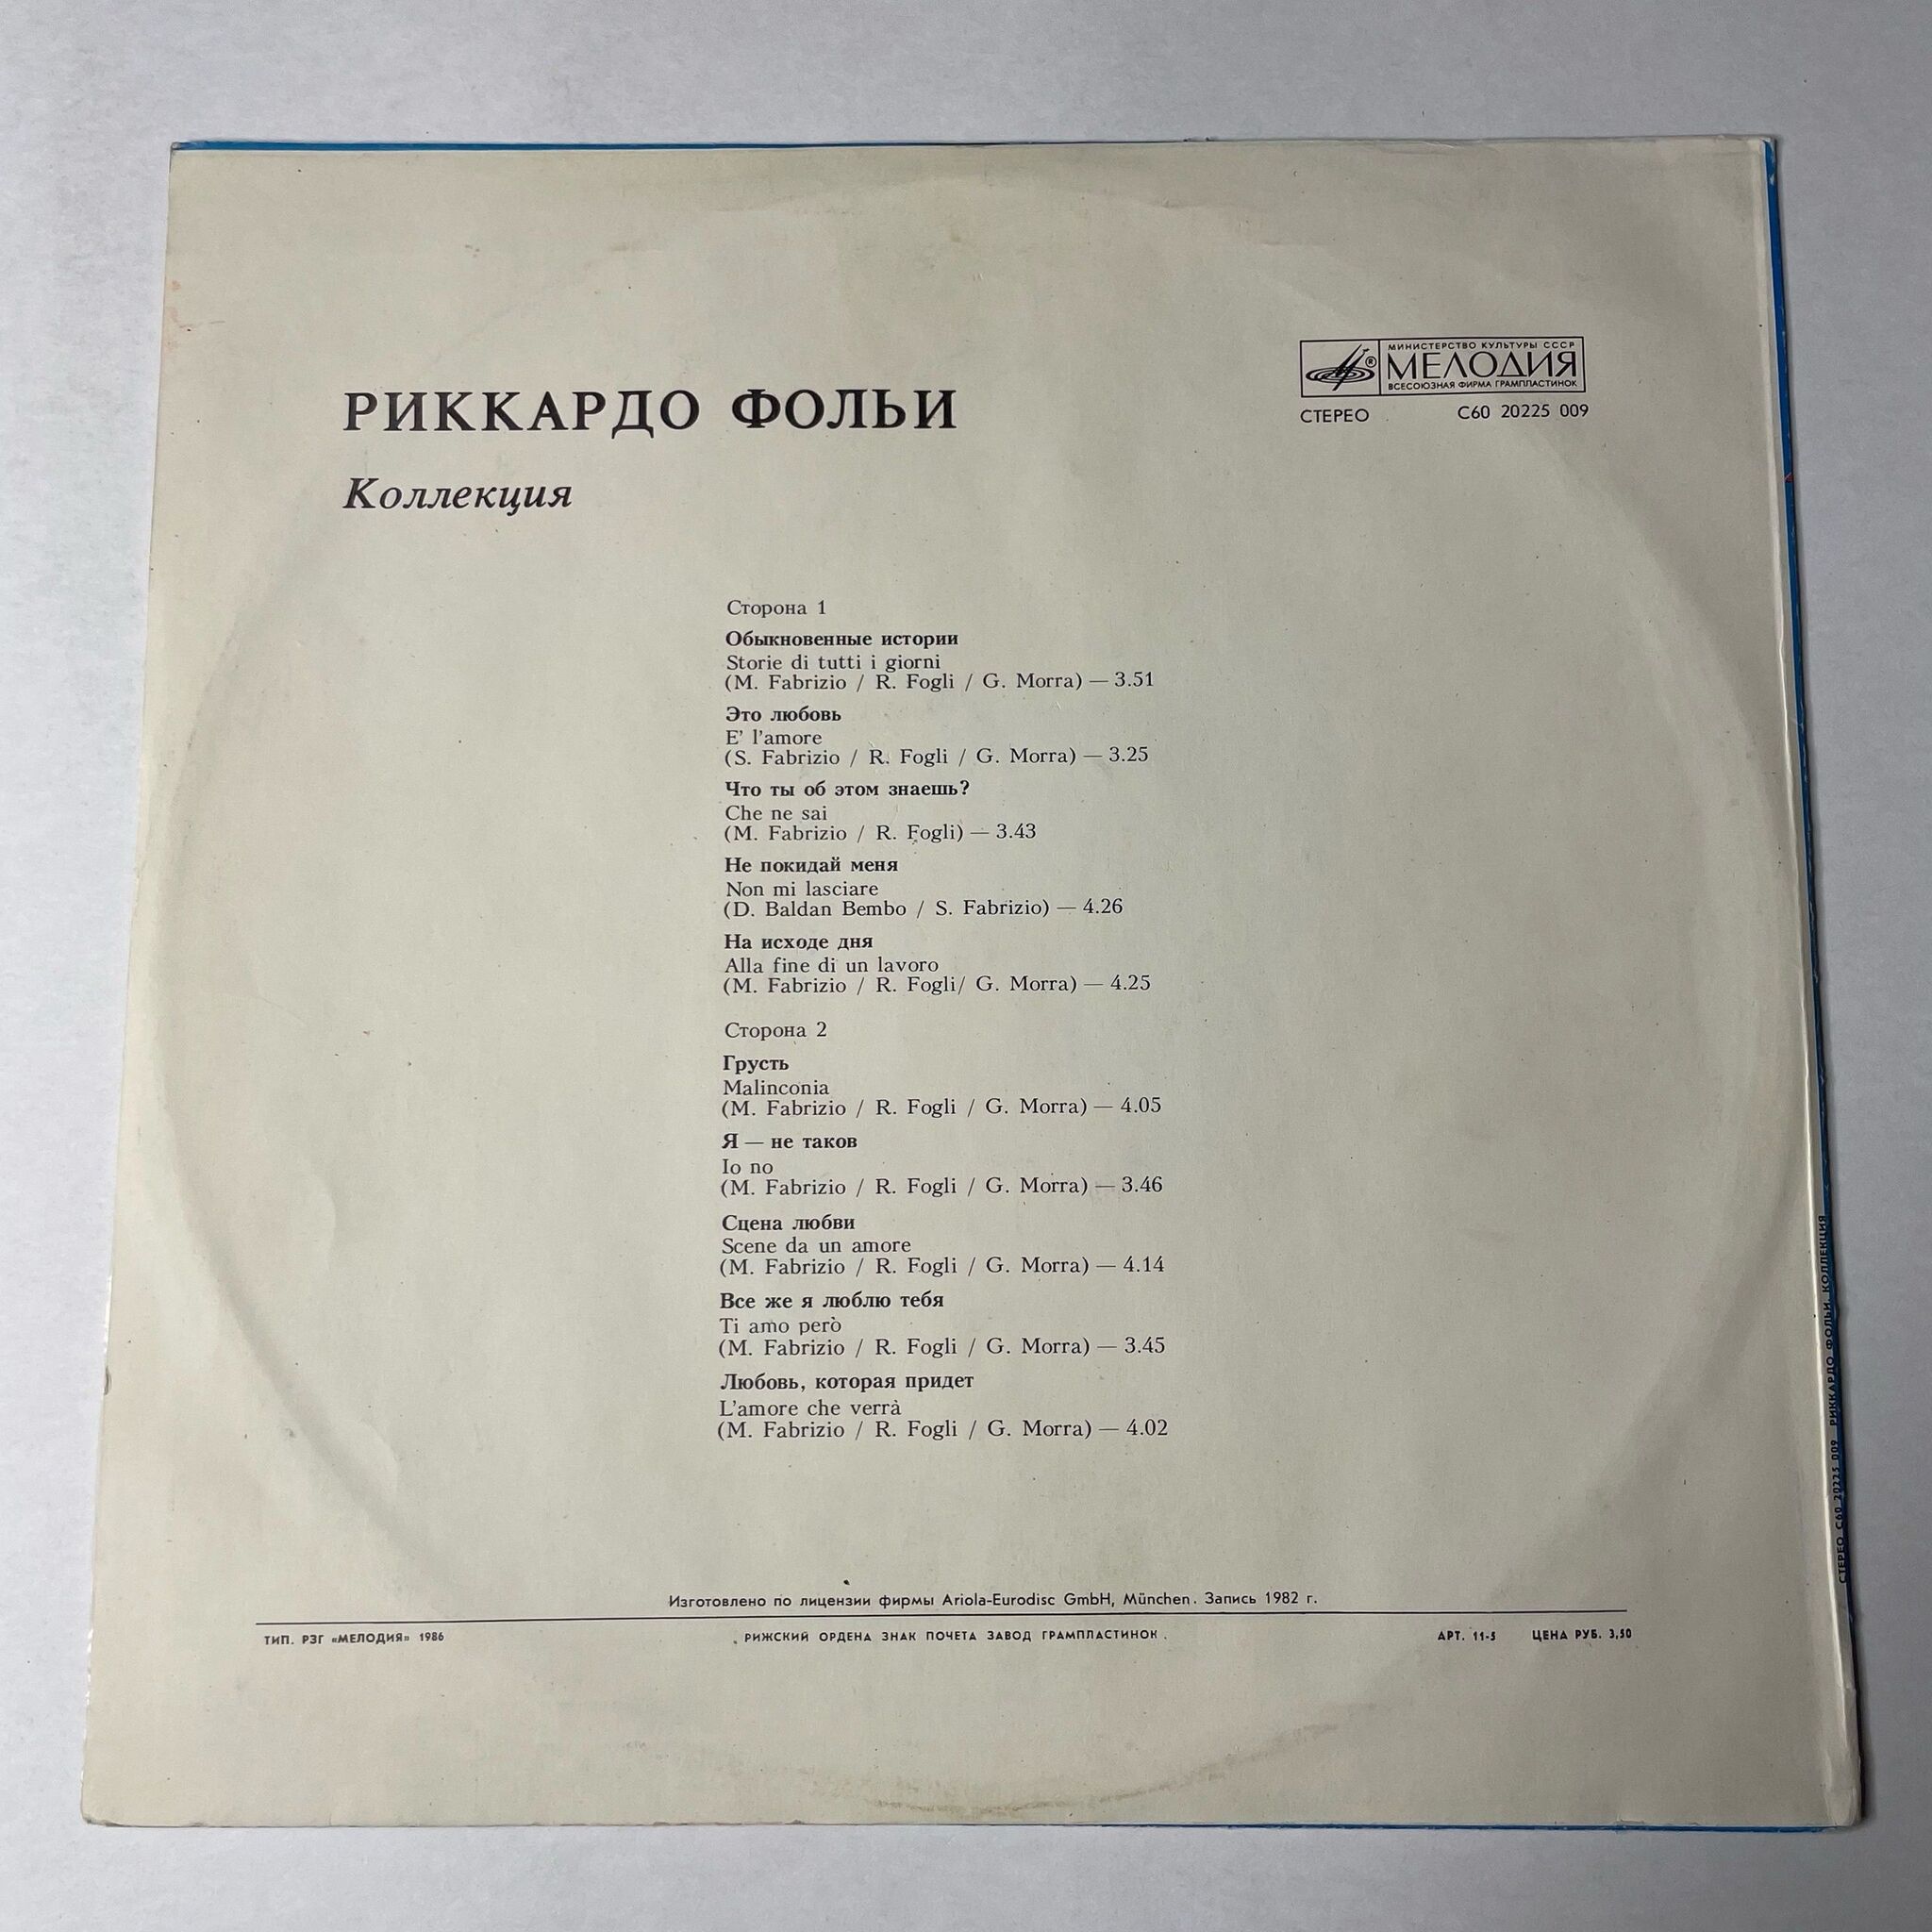 МИНИСТЕРСТВО КУЛЬТУРЫ СССР
МЕЛОДИЯ
ВСЕСОЮЗНАЯ ФИРМА ГРАМПЛАСТИНОК
СТЕРЕО С60 20225 009
РИККАРДО ФОЛЬИ
Коллекция
Сторона 1
Обыкновенные истории
Storie di tutti i giorni
(M. Fabrizio / R. Fogli / G. Morra) — 3.51
Это любовь
E' l'amore
(S. Fabrizio / R. Fogli / G. Morra) — 3.25
Что ты об этом знаешь?
Che ne sai
(M. Fabrizio / R. Fogli) — 3.43
Не покидай меня
Non mi lasciare
(D. Baldan Bembo / S. Fabrizio) — 4.26
На исходе дня
Alla fine di un lavoro
(M. Fabrizio / R. Fogli/ G. Morra) — 4.25
Сторона 2
Грусть
Malinconia
(M. Fabrizio / R. Fogli / G. Morra) — 4.05
Я — не таков
Io no
(M. Fabrizio / R. Fogli / G. Morra) — 3.46
Сцена любви
Scene da un amore
(M. Fabrizio / R. Fogli / G. Morra) — 4.14
Все же я люблю тебя
Ti amo però
(M. Fabrizio / R. Fogli / G. Morra) — 3.45
Любовь, которая придет
L'amore che verrà
(M. Fabrizio / R. Fogli / G. Morra) — 4.02
Изготовлено по лицензии фирмы Ariola-Eurodisc GmbH, München. Запись 1982 г.
ТИП. РЗГ «МЕЛОДИЯ» 1986 РИЖСКИЙ ОРДЕНА ЗНАК ПОЧЕТА ЗАВОД ГРАМПЛАСТИНОК АРТ. 11-5 ЦЕНА РУБ. 3,50
СТЕРЕО С60 20225 009 РИККАРДО ФОЛЬИ. КОЛЛЕКЦИЯ